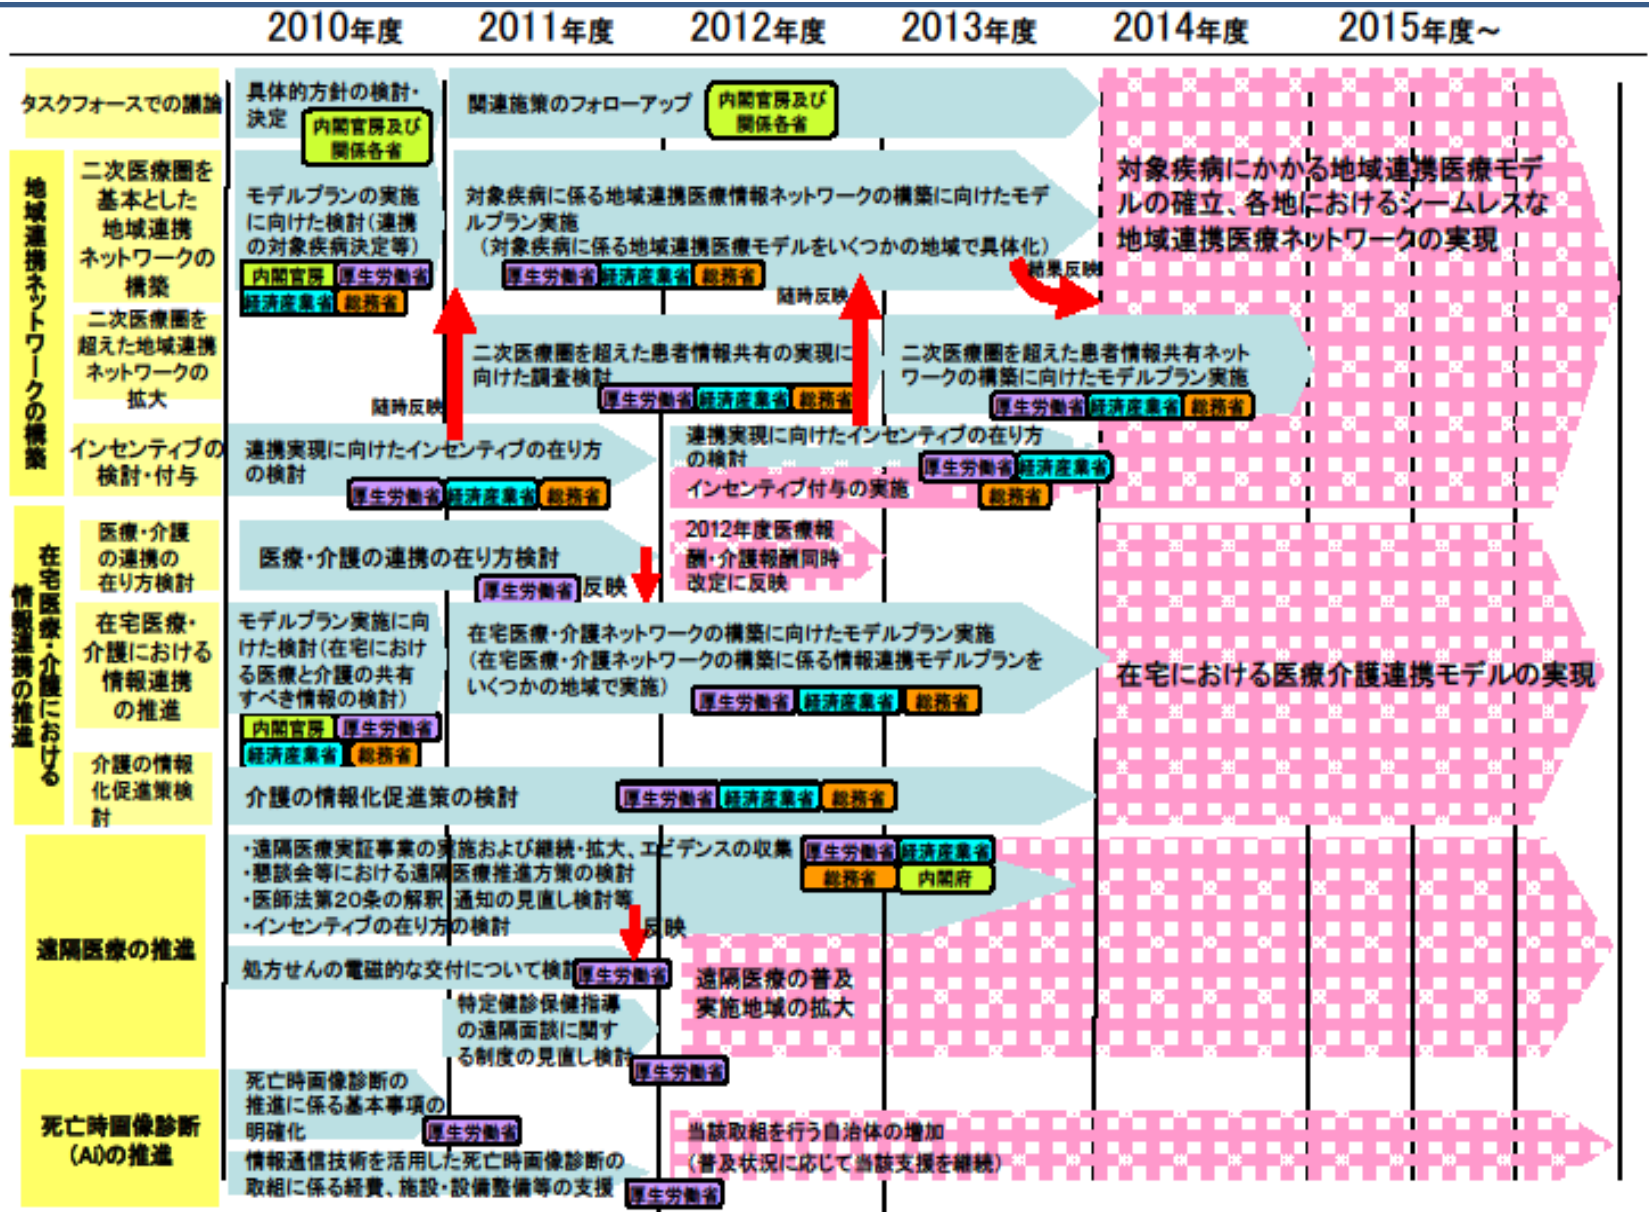 2010年度
2011年度
2012年度
2013年度
2014年度
2015年度～
タスクフォースでの議論
具体的方針の検討・
決定
内閣官房及び
関係各省
関連施策のフォローアップ
内閣官房及び
関係各省
地域連携ネットワークの構築
二次医療圏を
基本とした
地域連携
ネットワークの
構築
モデルプランの実施
に向けた検討(連携
の対象疾病決定等)
内閣官房
厚生労働省
経済産業省
総務省
対象疾病に係る地域連携医療情報ネットワークの構築に向けたモデ
ルプラン実施
(対象疾病に係る地域連携医療モデルをいくつかの地域で具体化)
厚生労働省
経済産業省
総務省
随時反映
結果反映
対象疾病にかかる地域連携医療モデ
ルの確立、各地におけるシームレスな
地域連携医療ネットワークの実現
二次医療圏を
超えた地域連携
ネットワークの
拡大
随時反映
二次医療圏を超えた患者情報共有の実現に
向けた調査検討
厚生労働省
経済産業省
総務省
二次医療圏を超えた患者情報共有ネット
ワークの構築に向けたモデルプラン実施
厚生労働省
経済産業省
総務省
インセンティブの
検討・付与
連携実現に向けたインセンティブの在り方
の検討
厚生労働省
経済産業省
総務省
連携実現に向けたインセンティブの在り方
の検討
厚生労働省
経済産業省
インセンティブ付与の実施
総務省
在宅医療・介護における
情報連携の推進
医療・介護
の連携の
在り方検討
医療・介護の連携の在り方検討
厚生労働省
反映
2012年度医療報
酬・介護報酬同時
改定に反映
在宅医療・
介護における
情報連携
の推進
モデルプラン実施に向
けた検討(在宅におけ
る医療と介護の共有
すべき情報の検討)
内閣官房
厚生労働省
経済産業省
総務省
在宅医療・介護ネットワークの構築に向けたモデルプラン実施
(在宅医療・介護ネットワークの構築に係る情報連携モデルプランを
いくつかの地域で実施)
厚生労働省
経済産業省
総務省
在宅における医療介護連携モデルの実現
介護の情報
化促進策検
討
介護の情報化促進策の検討
厚生労働省
経済産業省
総務省
遠隔医療の推進
・遠隔医療実証事業の実施および継続・拡大、エビデンスの収集
・懇談会等における遠隔医療推進方策の検討
・医師法第20条の解釈 通知の見直し検討等
・インセンティブの在り方の検討
厚生労働省
経済産業省
総務省
内閣府
反映
処方せんの電磁的な交付について検討
厚生労働省
特定健診保健指導
の遠隔面談に関す
る制度の見直し検討
厚生労働省
遠隔医療の普及
実施地域の拡大
死亡時画像診断
(Ai)の推進
死亡時画像診断の
推進に係る基本事項の
明確化
厚生労働省
情報通信技術を活用した死亡時画像診断の
取組に係る経費、施設・設備整備等の支援
厚生労働省
当該取組を行う自治体の増加
(普及状況に応じて当該支援を継続)